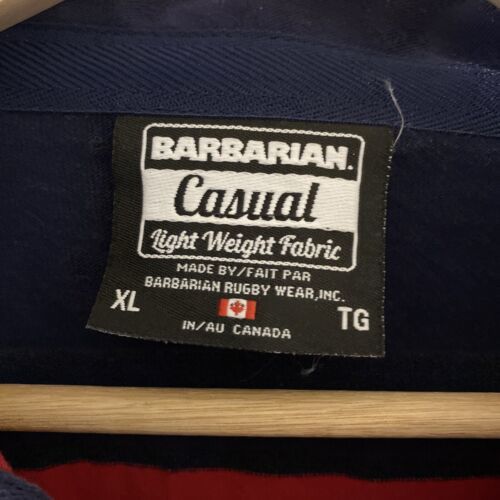 BARBARIAN.
Casual
Light Weight Fabric
MADE BY/FAIT PAR
BARBARIAN RUGBY WEAR,INC.
XL TG
IN/AU CANADA